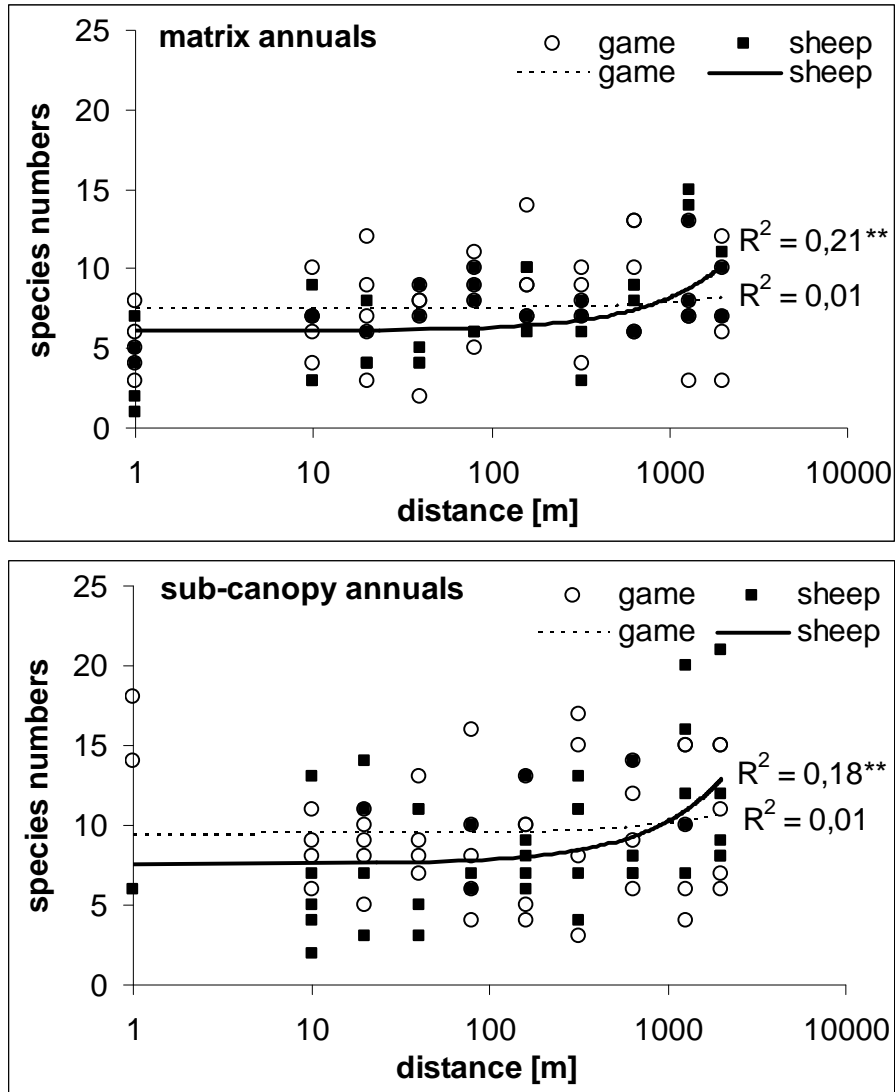 matrix annuals
game sheep
game sheep
25
20
15
10
5
0
species numbers
R² = 0,21**
R² = 0,01
1 10 100 1000 10000
distance [m]
sub-canopy annuals
game sheep
game sheep
25
20
15
10
5
0
species numbers
R² = 0,18**
R² = 0,01
1 10 100 1000 10000
distance [m]